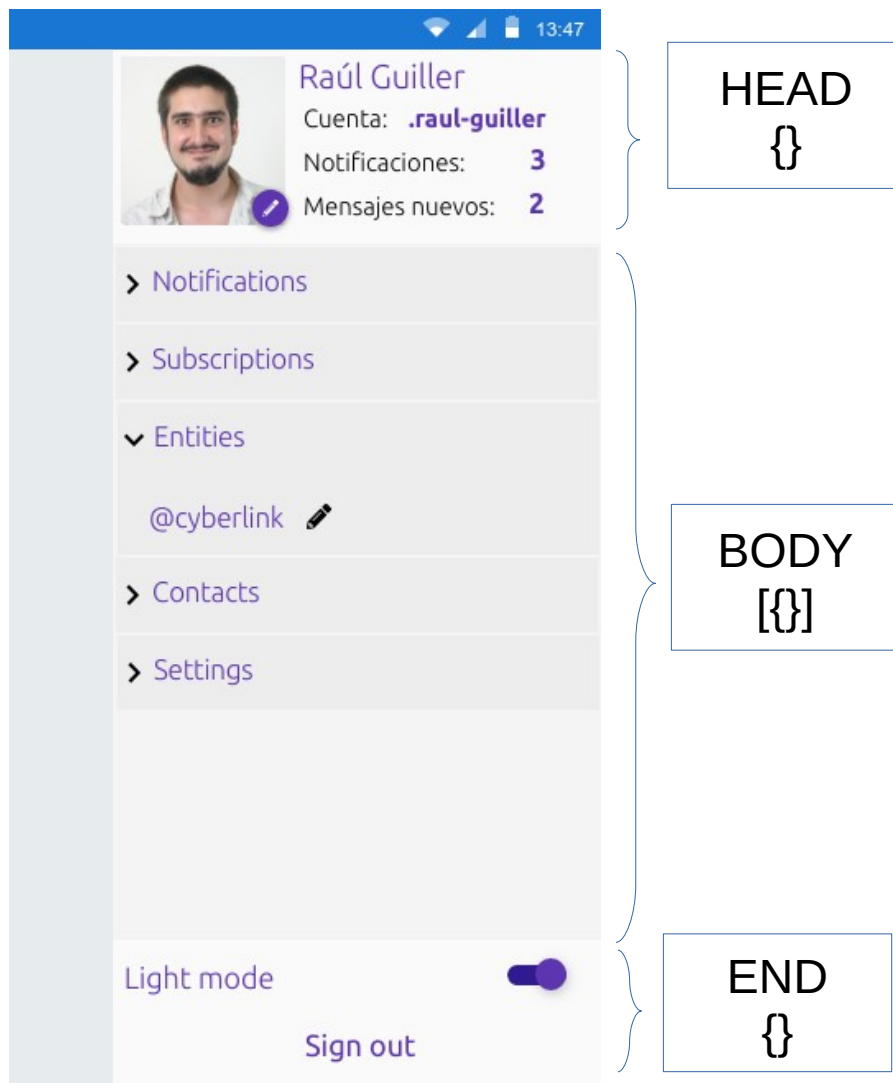 13:47
Raúl Guiller
Cuenta: .raul-guiller
Notificaciones: 3
Mensajes nuevos: 2
HEAD
{}
Notifications
Subscriptions
Entities
@cyberlink
Contacts
Settings
BODY
[{}]
Light mode
Sign out
END
{}